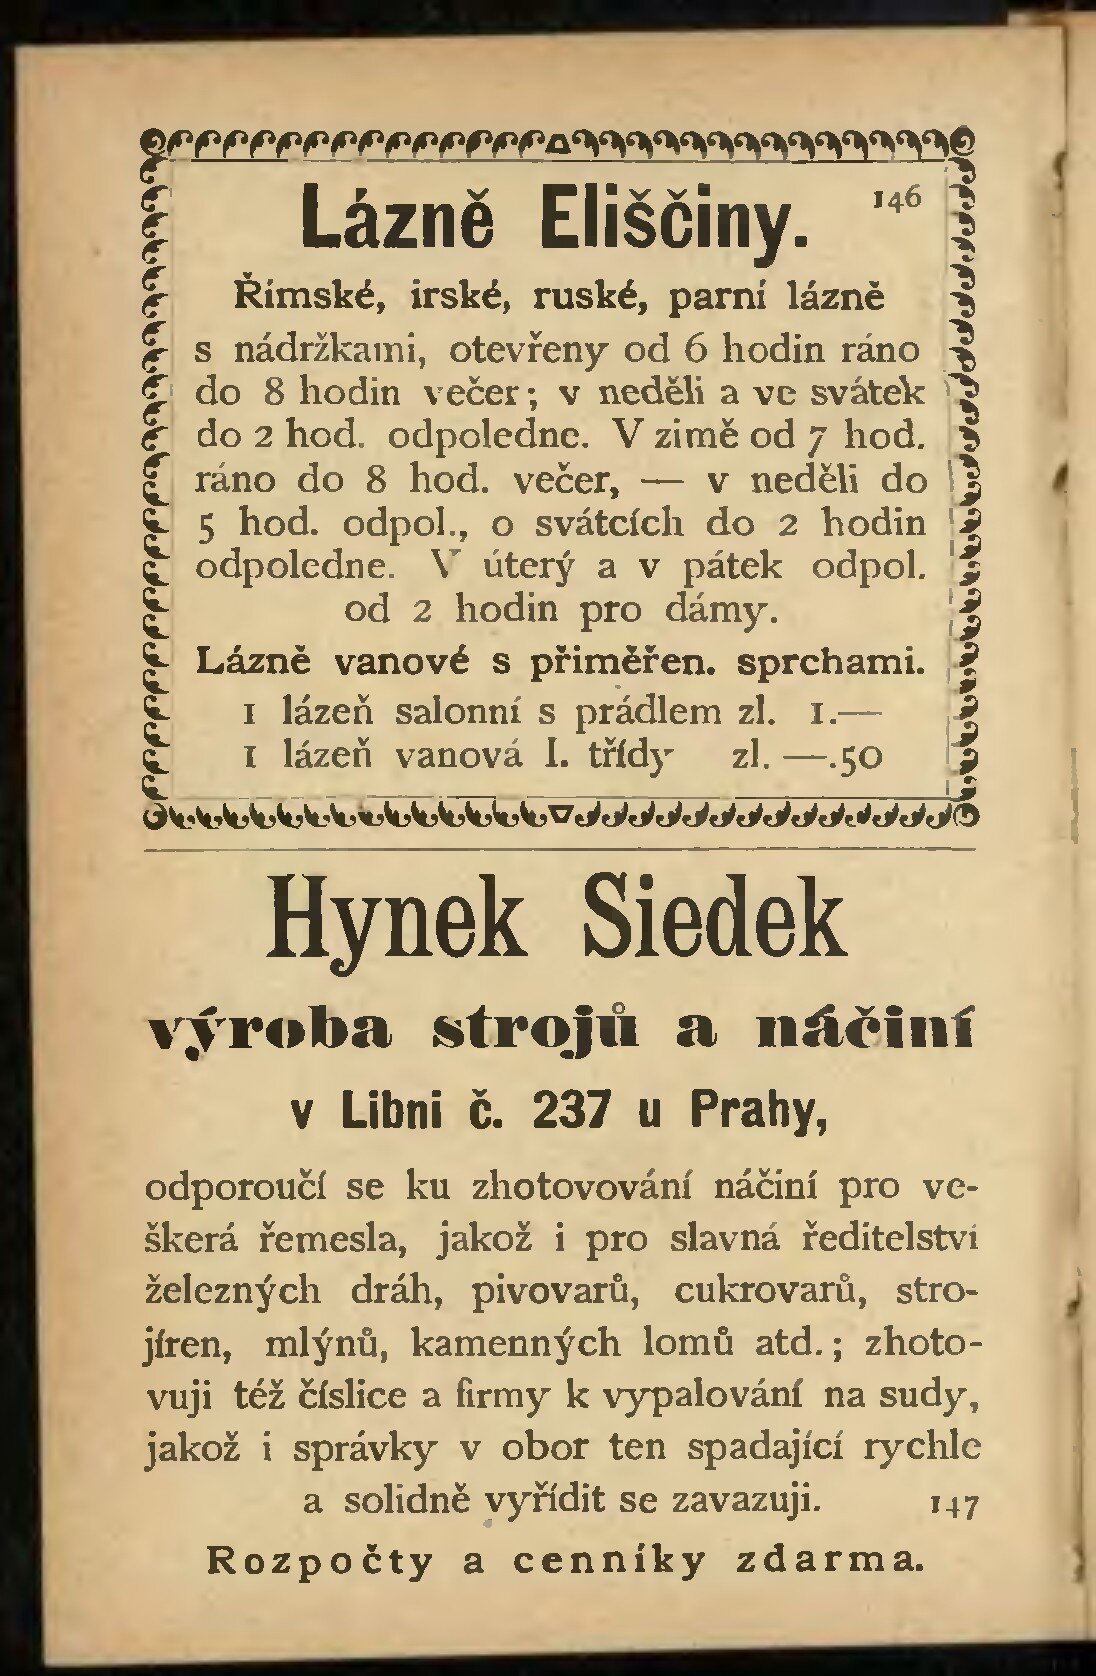 Lázně Eliščiny. 146
Římské, irské, ruské, parní lázně
s nádržkami, otevřeny od 6 hodin ráno
do 8 hodin večer; v neděli a ve svátek
do 2 hod. odpoledne. V zimě od 7 hod.
ráno do 8 hod. večer, — v neděli do
5 hod. odpol., o svátcích do 2 hodin
odpoledne. V úterý a v pátek odpol.
od 2 hodin pro dámy.
Lázně vanové s přiměřen. sprchami.
1 lázeň salonní s prádlem zl. 1.—
1 lázeň vanová I. třídy zl. —.50
Hynek Siedek
výroba strojů a náčiní
v Libni č. 237 u Prahy,
odporoučí se ku zhotovování náčiní pro ve-
škerá řemesla, jakož i pro slavná ředitelství
železných dráh, pivovarů, cukrovarů, stro-
jíren, mlýnů, kamenných lomů atd.; zhoto-
vuji též číslice a firmy k vypalování na sudy,
jakož i správky v obor ten spadající rychle
a solidně vyřídit se zavazuji. 147
Rozpočty a cenníky zdarma.